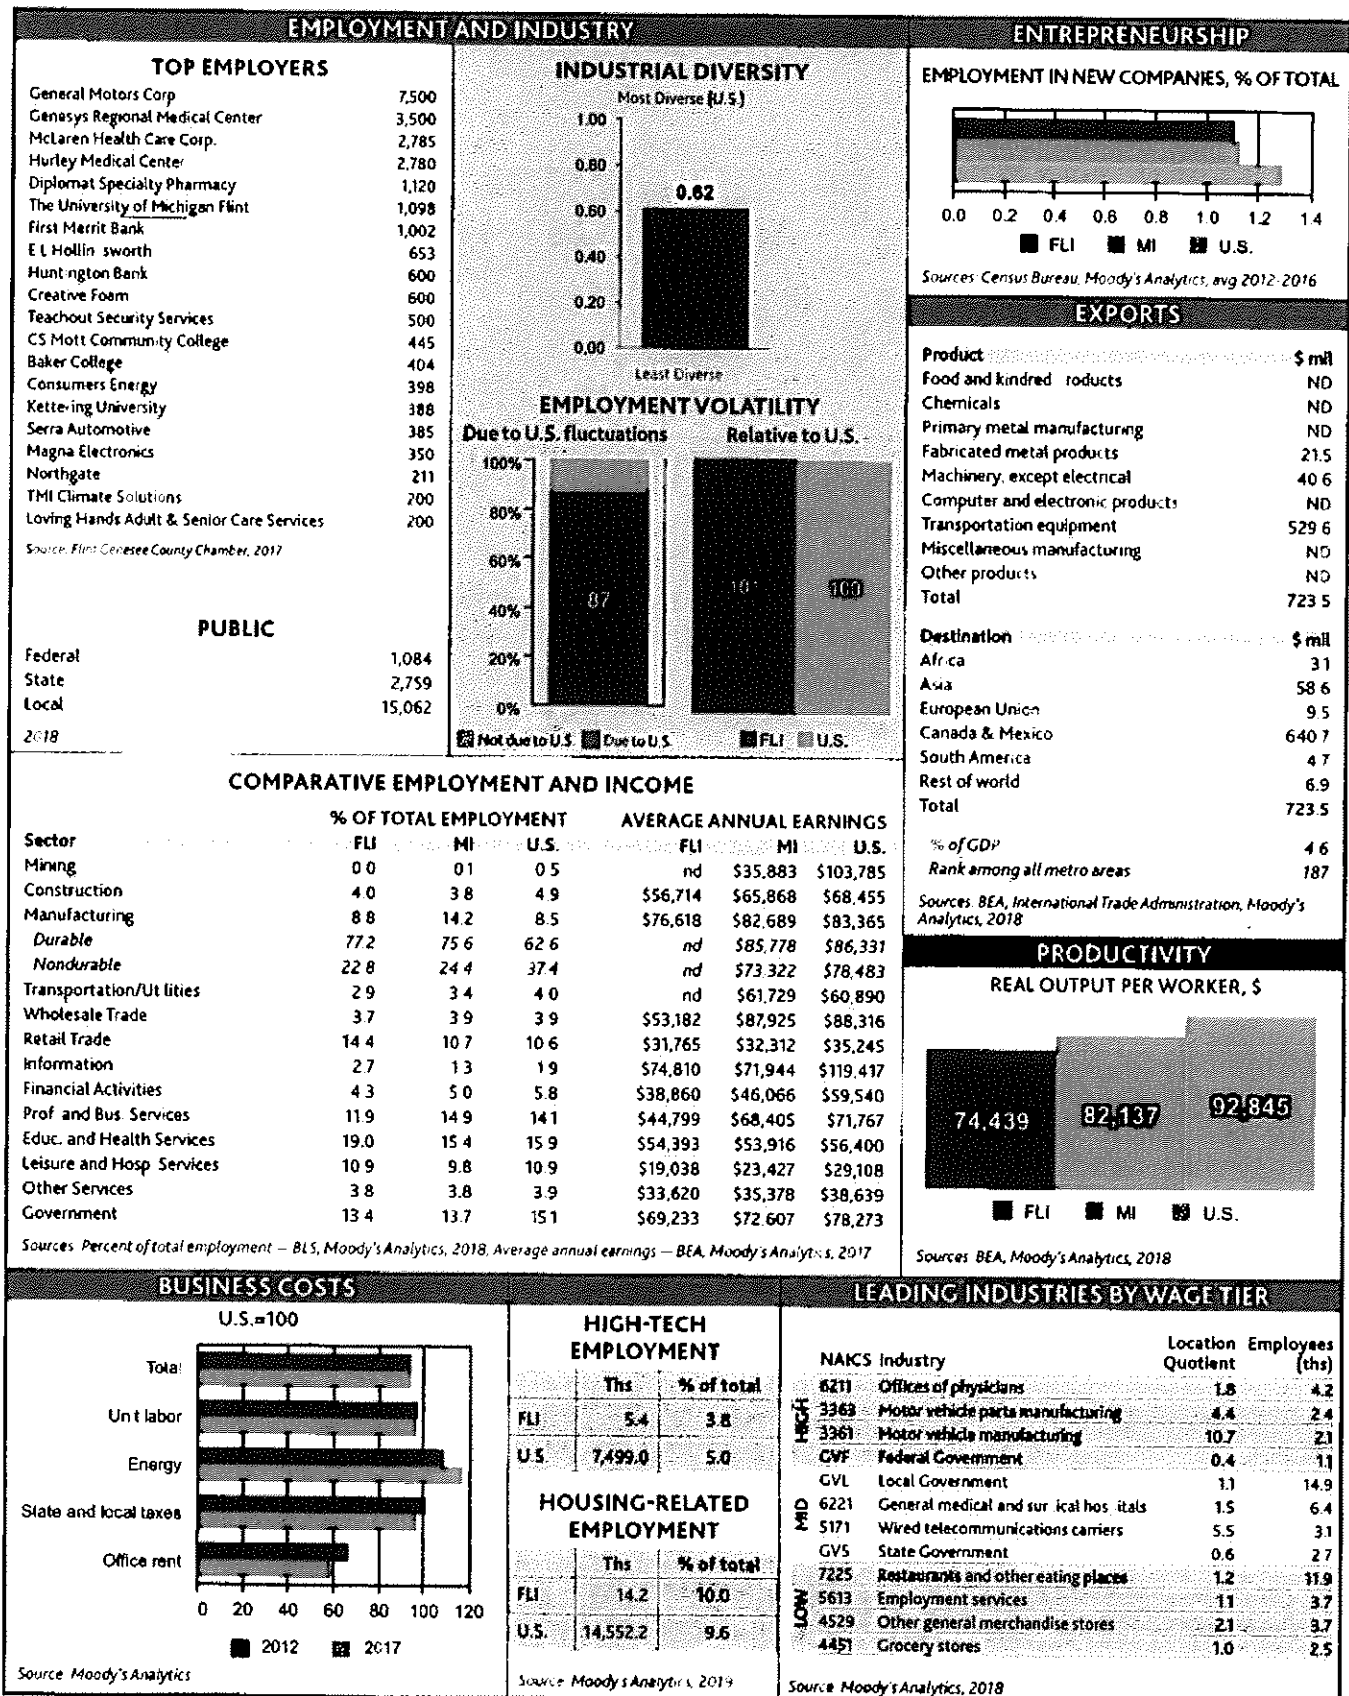 EMPLOYMENT AND INDUSTRY
TOP EMPLOYERS
General Motors Corp 7,500
Genesys Regional Medical Center 3,500
McLaren Health Care Corp. 2,785
Hurley Medical Center 2,780
Diplomat Specialty Pharmacy 1,120
The University of Michigan Flint 1,098
First Merrit Bank 1,002
E L Hollin sworth 653
Huntington Bank 600
Creative Foam 600
Teachout Security Services 500
CS Mott Community College 445
Baker College 404
Consumers Energy 398
Kettering University 388
Serra Automotive 385
Magna Electronics 350
Northgate 211
TMI Climate Solutions 200
Loving Hands Adult & Senior Care Services 200
Source: Flint Genesee County Chamber, 2017
PUBLIC
Federal 1,084
State 2,759
Local 15,062
2018
INDUSTRIAL DIVERSITY
Most Diverse (U.S.)
1.00
0.80
0.60
0.40
0.20
0.00
0.62
Least Diverse
EMPLOYMENT VOLATILITY
Due to U.S. fluctuations Relative to U.S.
100%
80%
60%
40%
20%
0%
87 101 100
Not due to U.S. Due to U.S. FLI U.S.
ENTREPRENEURSHIP
EMPLOYMENT IN NEW COMPANIES, % OF TOTAL
0.0 0.2 0.4 0.6 0.8 1.0 1.2 1.4
FLI MI U.S.
Sources: Census Bureau, Moody's Analytics, avg 2012-2016
EXPORTS
Product $ mil
Food and kindred roducts ND
Chemicals ND
Primary metal manufacturing ND
Fabricated metal products 21.5
Machinery, except electrical 40 6
Computer and electronic products ND
Transportation equipment 529 6
Miscellaneous manufacturing ND
Other products ND
Total 723 5
Destination $ mil
Africa 3 1
Asia 58 6
European Union 9.5
Canada & Mexico 640 7
South America 4 7
Rest of world 6.9
Total 723.5
% of GDP 4 6
Rank among all metro areas 187
Sources: BEA, International Trade Administration, Moody's
Analytics, 2018
COMPARATIVE EMPLOYMENT AND INCOME
% OF TOTAL EMPLOYMENT AVERAGE ANNUAL EARNINGS
Sector FLI MI U.S. FLI MI U.S.
Mining 0 0 0 1 0 5 nd $35,883 $103,785
Construction 4.0 3 8 4.9 $56,714 $65,868 $68,455
Manufacturing 8 8 14.2 8.5 $76,618 $82,689 $83,365
Durable 77.2 75 6 62 6 nd $85,778 $86,331
Nondurable 22 8 24 4 37.4 nd $73,322 $78,483
Transportation/Ut lities 2 9 3 4 4 0 nd $61,729 $60,890
Wholesale Trade 3.7 3 9 3 9 $53,182 $87,925 $88,316
Retail Trade 14 4 10 7 10 6 $31,765 $32,312 $35,245
Information 2.7 1 3 1 9 $74,810 $71,944 $119,417
Financial Activities 4 3 5 0 5.8 $38,860 $46,066 $59,540
Prof and Bus Services 11.9 14 9 14 1 $44,799 $68,405 $71,767
Educ. and Health Services 19.0 15 4 15 9 $54,393 $53,916 $56,400
Leisure and Hosp Services 10 9 9.8 10 9 $19,038 $23,427 $29,108
Other Services 3 8 3.8 3.9 $33,620 $35,378 $38,639
Government 13 4 13.7 15 1 $69,233 $72,607 $78,273
Sources: Percent of total employment — BLS, Moody's Analytics, 2018, Average annual earnings — BEA, Moody's Analytics, 2017
PRODUCTIVITY
REAL OUTPUT PER WORKER, $
74,439 82,137 92,845
FLI MI U.S.
Sources: BEA, Moody's Analytics, 2018
BUSINESS COSTS
U.S.=100
Total
Un t labor
Energy
State and local taxes
Office rent
0 20 40 60 80 100 120
2012 2017
Source: Moody's Analytics
HIGH-TECH
EMPLOYMENT
Ths % of total
FLI 5.4 3.8
U.S. 7,499.0 5.0
HOUSING-RELATED
EMPLOYMENT
Ths % of total
FLI 14.2 10.0
U.S. 14,552.2 9.6
Source: Moody's Analytics, 2019
LEADING INDUSTRIES BY WAGE TIER
Location Employees
NAICS Industry Quotient (ths)
HIGH
6211 Offices of physicians 1.8 4.2
3363 Motor vehicle parts manufacturing 4.4 2.4
3361 Motor vehicle manufacturing 10.7 2.1
GVF Federal Government 0.4 1.1
MID
GVL Local Government 1.1 14.9
6221 General medical and sur ical hos itals 1.5 6.4
5171 Wired telecommunications carriers 5.5 3.1
GVS State Government 0.6 2 7
LOW
7225 Restaurants and other eating places 1.2 11.9
5613 Employment services 1 1 3.7
4529 Other general merchandise stores 2.1 3.7
4451 Grocery stores 1.0 2.5
Source: Moody's Analytics, 2018